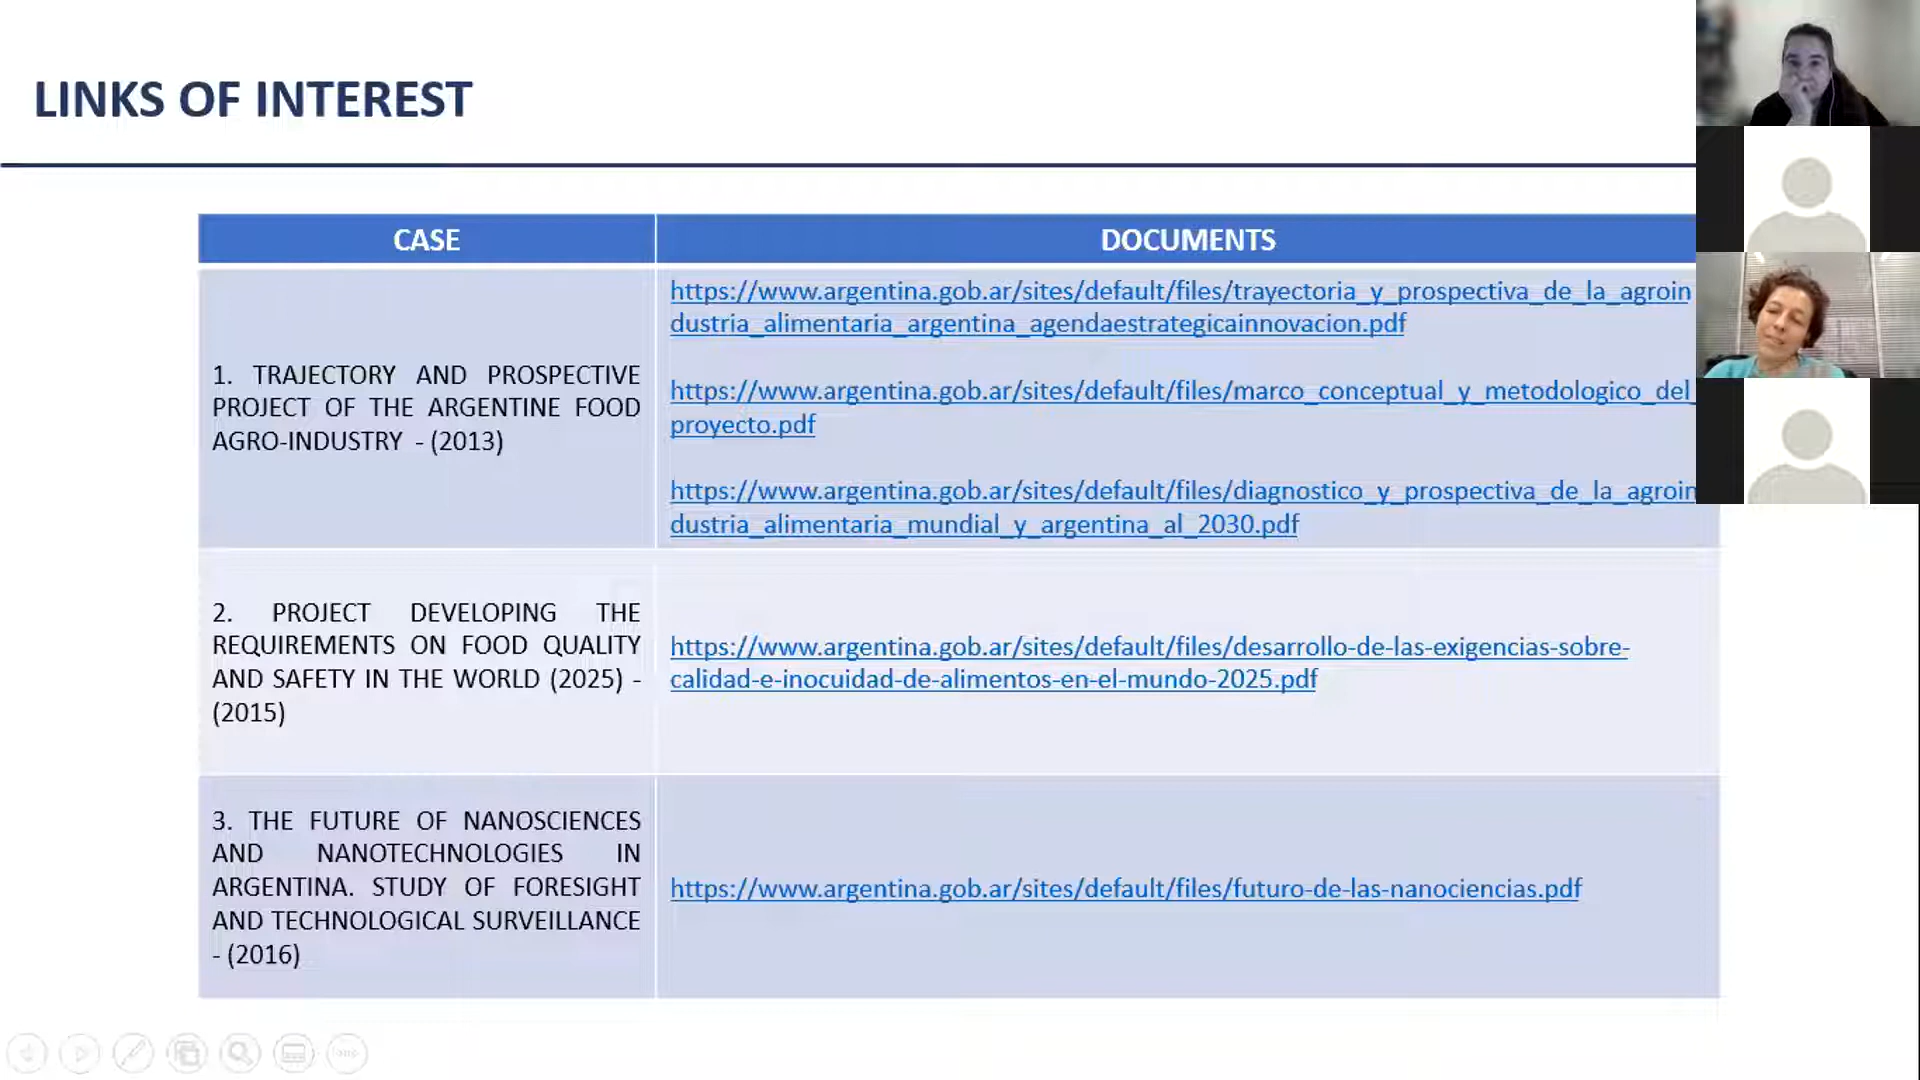 LINKS OF INTEREST
CASE
DOCUMENTS
1. TRAJECTORY AND PROSPECTIVE
PROJECT OF THE ARGENTINE FOOD
AGRO-INDUSTRY - (2013)
https://www.argentina.gob.ar/sites/default/files/trayectoria_y_prospectiva_de_la_agroin
dustria_alimentaria_argentina_agendaestrategicainnovacion.pdf
https://www.argentina.gob.ar/sites/default/files/marco_conceptual_y_metodologico_del_
proyecto.pdf
https://www.argentina.gob.ar/sites/default/files/diagnostico_y_prospectiva_de_la_agroin
dustria_alimentaria_mundial_y_argentina_al_2030.pdf
2. PROJECT DEVELOPING THE
REQUIREMENTS ON FOOD QUALITY
AND SAFETY IN THE WORLD (2025) -
(2015)
https://www.argentina.gob.ar/sites/default/files/desarrollo-de-las-exigencias-sobre-
calidad-e-inocuidad-de-alimentos-en-el-mundo-2025.pdf
3. THE FUTURE OF NANOSCIENCES
AND NANOTECHNOLOGIES IN
ARGENTINA. STUDY OF FORESIGHT
AND TECHNOLOGICAL SURVEILLANCE
- (2016)
https://www.argentina.gob.ar/sites/default/files/futuro-de-las-nanociencias.pdf